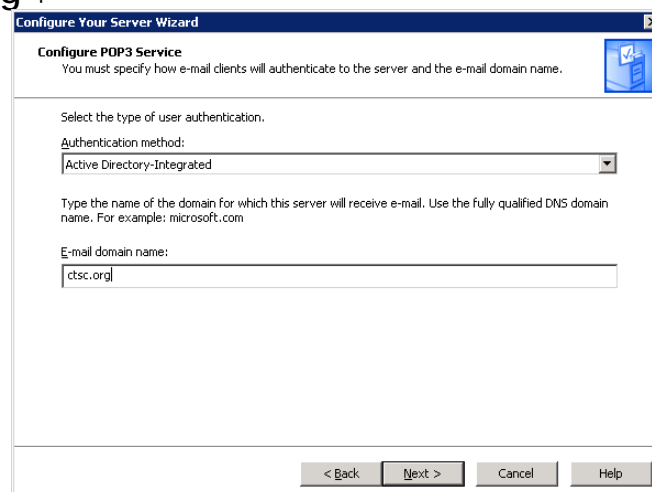 g
Configure Your Server Wizard
Configure POP3 Service
You must specify how e-mail clients will authenticate to the server and the e-mail domain name.
Select the type of user authentication.
Authentication method:
Active Directory-Integrated
Type the name of the domain for which this server will receive e-mail. Use the fully qualified DNS domain
name. For example: microsoft.com
E-mail domain name:
ctsc.org
< Back Next > Cancel Help